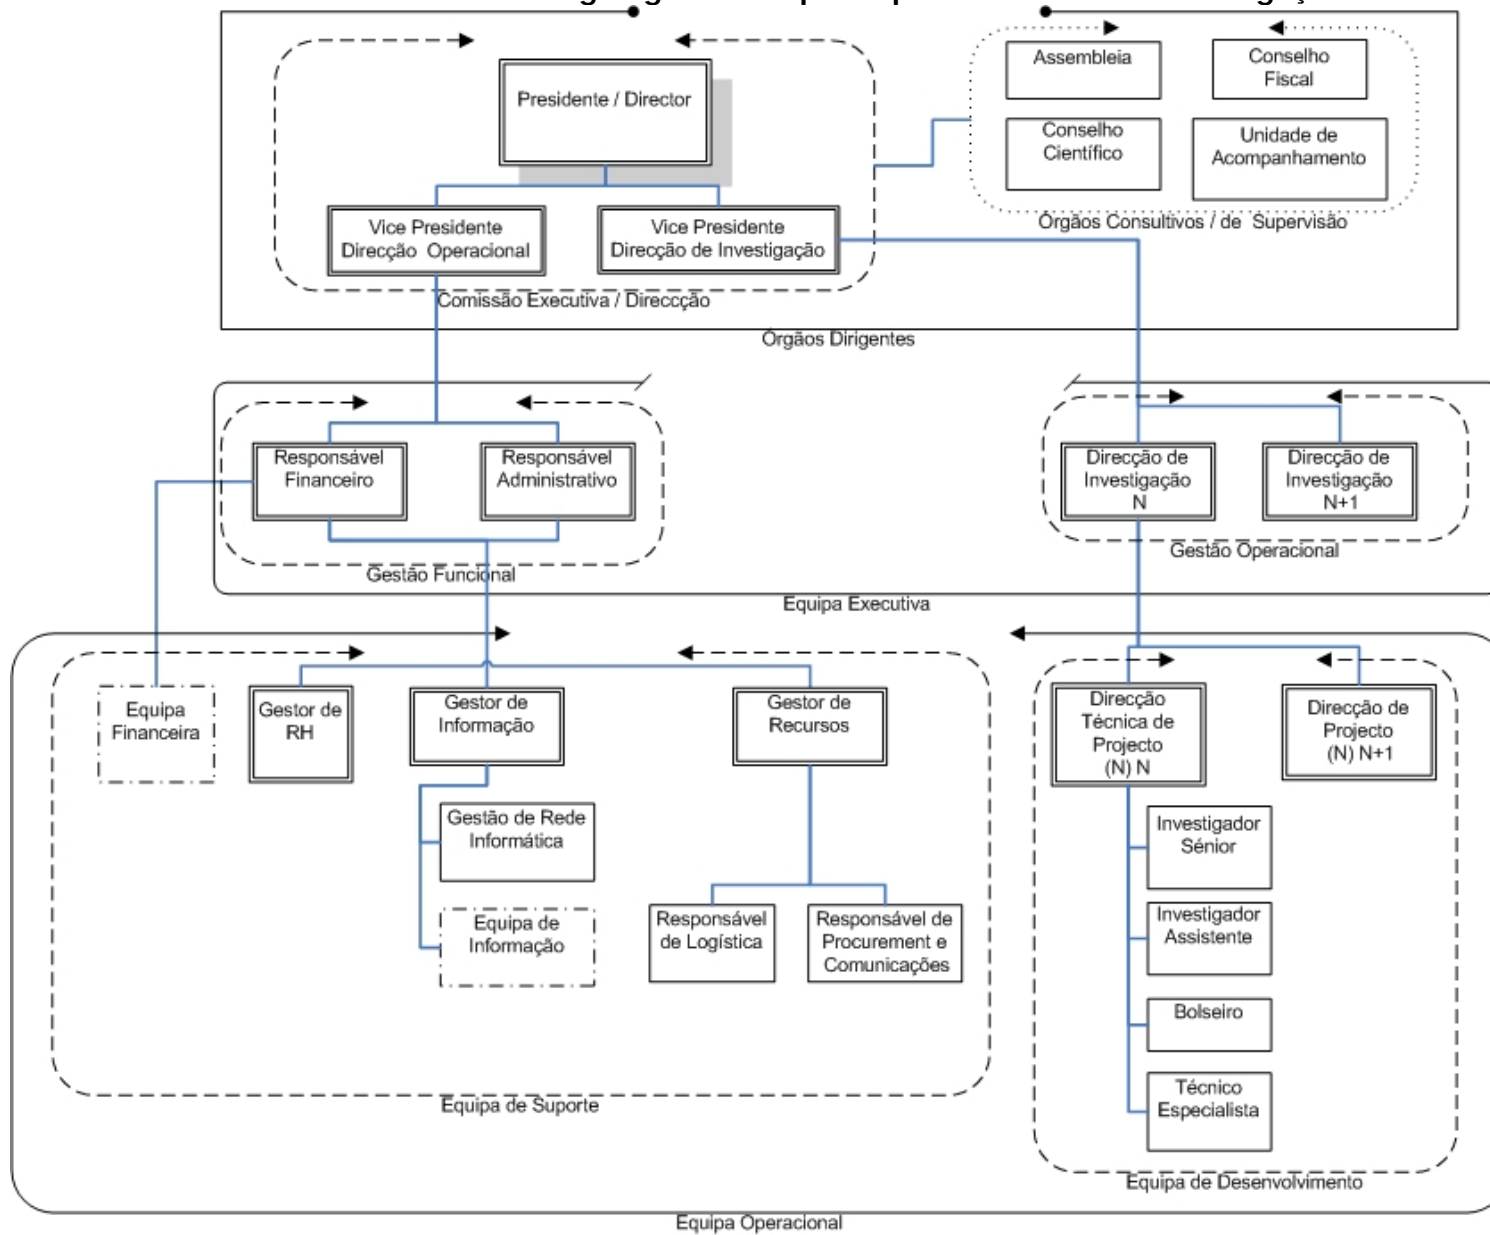 Presidente / Director
Assembleia
Conselho
Fiscal
Conselho
Científico
Unidade de
Acompanhamento
Vice Presidente
Direcção  Operacional
Vice Presidente
Direcção de Investigação
Órgãos Consultivos / de  Supervisão
Comissão Executiva / Direccção
Órgãos Dirigentes
Responsável
Financeiro
Responsável
Administrativo
Direcção de
Investigação
N
Direcção de
Investigação
N+1
Gestão Funcional
Gestão Operacional
Equipa Executiva
Equipa
Financeira
Gestor de
RH
Gestor de
Informação
Gestor de
Recursos
Direcção
Técnica de
Projecto
(N) N
Direcção de
Projecto
(N) N+1
Gestão de Rede
Informática
Equipa de
Informação
Responsável
de Logística
Responsável de
Procurement e
Comunicações
Investigador
Sénior
Investigador
Assistente
Bolseiro
Técnico
Especialista
Equipa de Suporte
Equipa de Desenvolvimento
Equipa Operacional